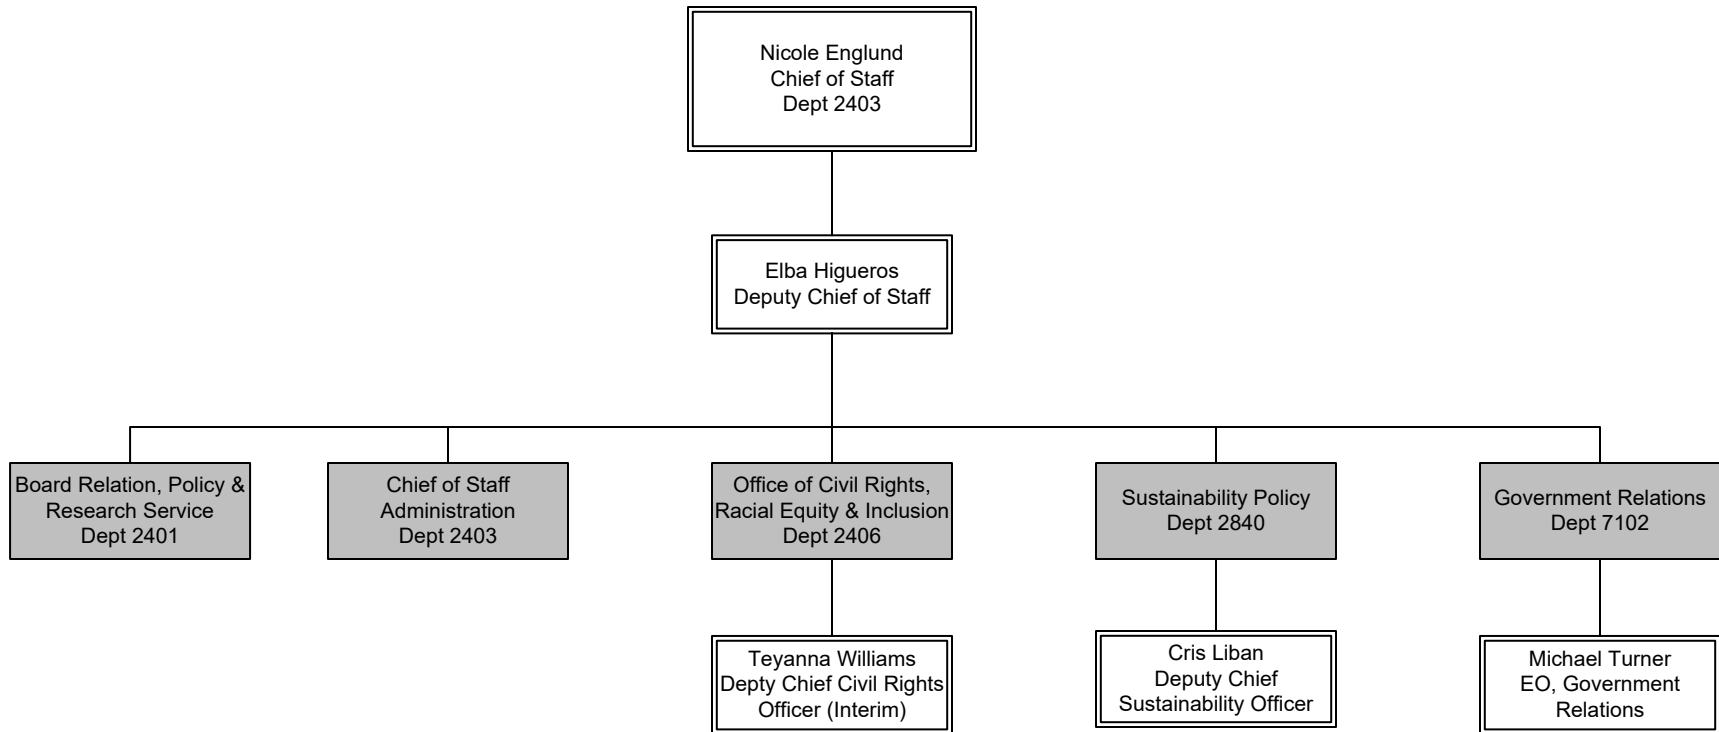 Nicole Englund
Chief of Staff
Dept 2403
Elba Higueros
Deputy Chief of Staff
Board Relation, Policy &
Research Service
Dept 2401
Chief of Staff
Administration
Dept 2403
Office of Civil Rights,
Racial Equity & Inclusion
Dept 2406
Sustainability Policy
Dept 2840
Government Relations
Dept 7102
Teyanna Williams
Depty Chief Civil Rights
Officer (Interim)
Cris Liban
Deputy Chief
Sustainability Officer
Michael Turner
EO, Government
Relations